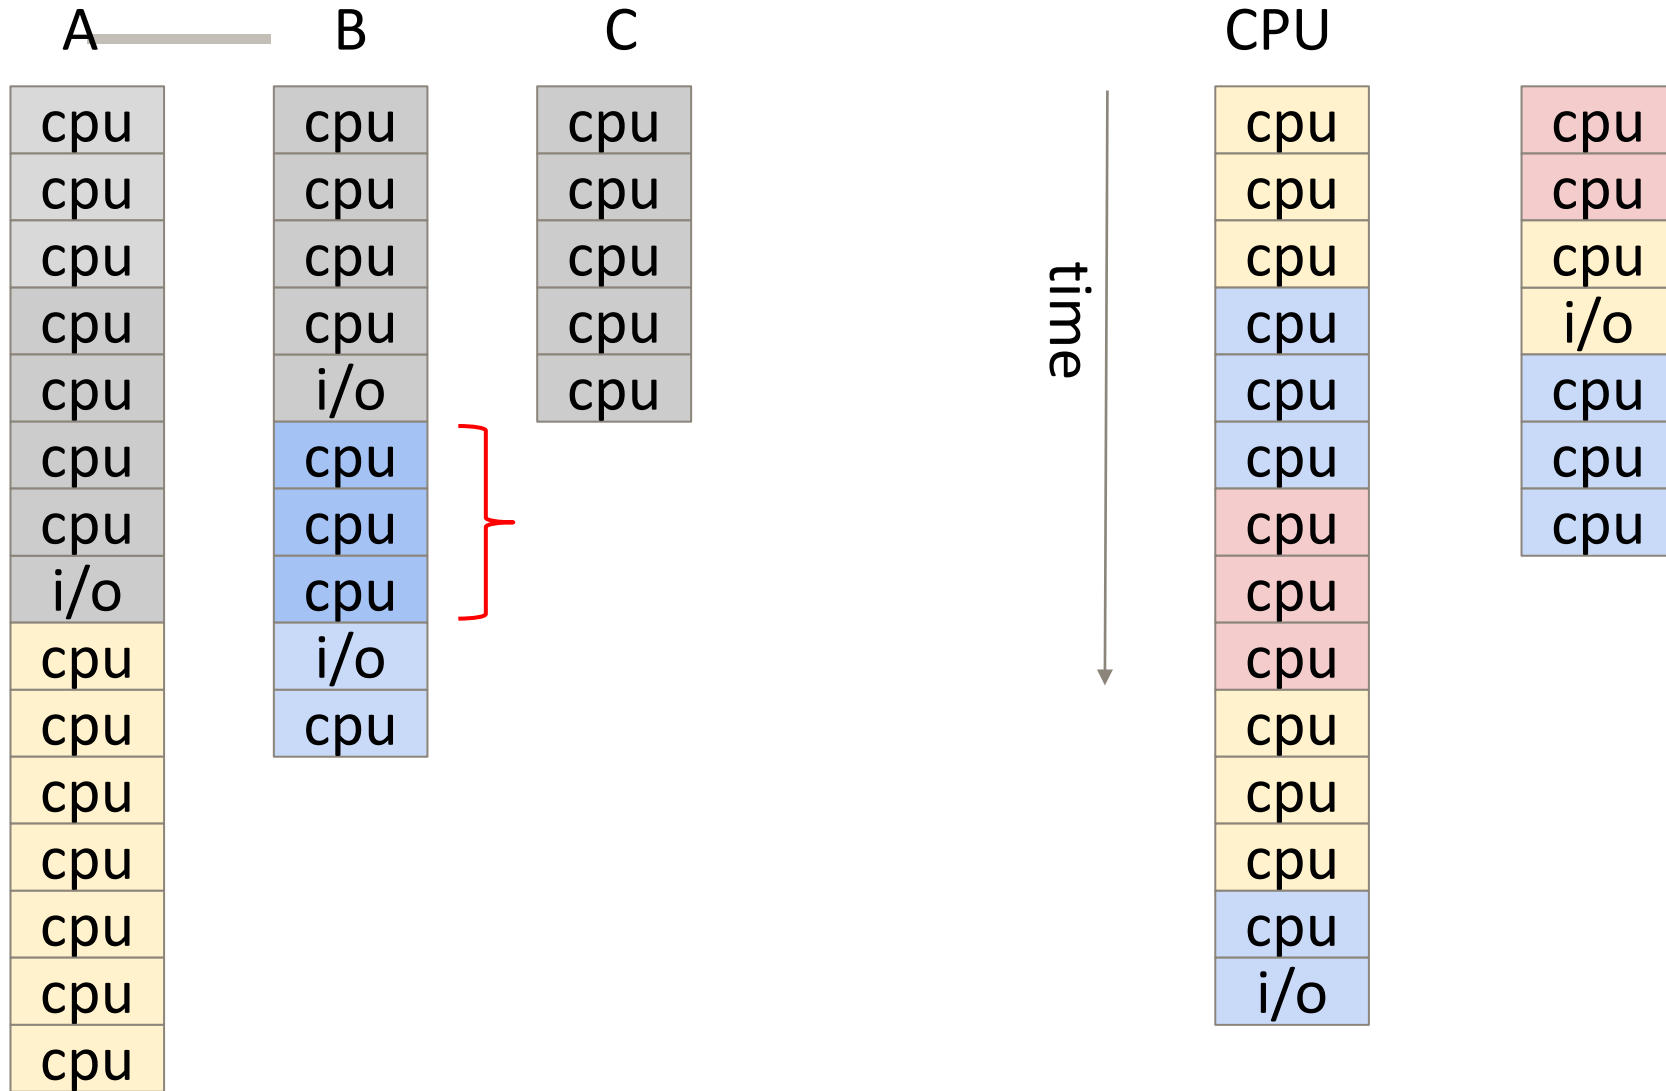 A B C CPU
cpu cpu cpu cpu cpu
cpu cpu cpu cpu cpu
cpu cpu cpu time cpu cpu
cpu cpu cpu cpu i/o
cpu i/o cpu cpu cpu
cpu cpu cpu cpu
cpu cpu cpu cpu
i/o cpu cpu
cpu i/o cpu
cpu cpu cpu
cpu cpu
cpu cpu
cpu cpu
cpu i/o
cpu